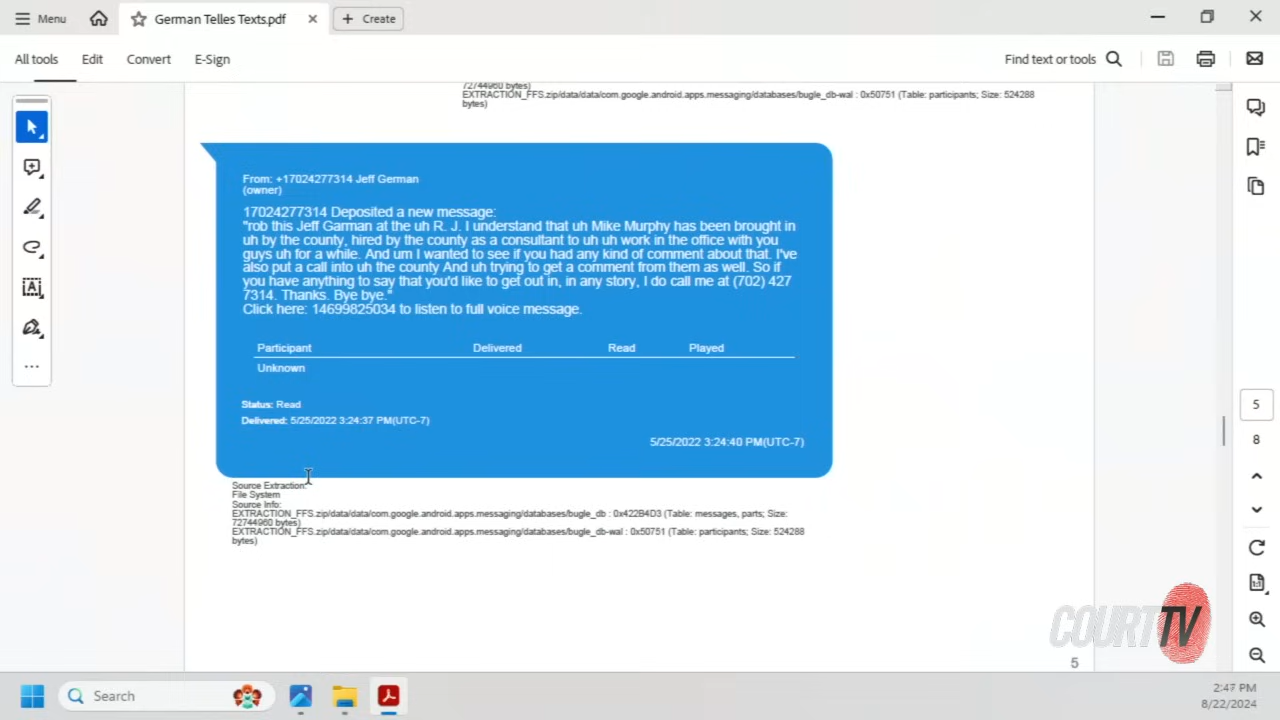 Menu
German Telles Texts.pdf
Create
All tools
Edit
Convert
E-Sign
Find text or tools
72744960 bytes)
EXTRACTION_FFS.zip/data/data/com.google.android.apps.messaging/databases/bugle_db-wal : 0x50751 (Table: participants; Size: 524288
bytes)
From: +17024277314 Jeff German
(owner)
17024277314 Deposited a new message:
"rob this Jeff Garman at the uh R. J. I understand that uh Mike Murphy has been brought in
uh by the county, hired by the county as a consultant to uh uh work in the office with you
guys uh for a while. And um I wanted to see if you had any kind of comment about that. I've
also put a call into uh the county And uh trying to get a comment from them as well. So if
you have anything to say that you'd like to get out in, in any story, I do call me at (702) 427
7314. Thanks. Bye bye."
Click here: 14699825034 to listen to full voice message.
Participant Delivered Read Played
Unknown
Status: Read
Delivered: 5/25/2022 3:24:37 PM(UTC-7)
5/25/2022 3:24:40 PM(UTC-7)
Source Extraction:
File System
Source Info:
EXTRACTION_FFS.zip/data/data/com.google.android.apps.messaging/databases/bugle_db : 0x422B4D3 (Table: messages, parts; Size:
72744960 bytes)
EXTRACTION_FFS.zip/data/data/com.google.android.apps.messaging/databases/bugle_db-wal : 0x50751 (Table: participants; Size: 524288
bytes)
5
8
1:1
COURT TV
5
Search
2:47 PM
8/22/2024